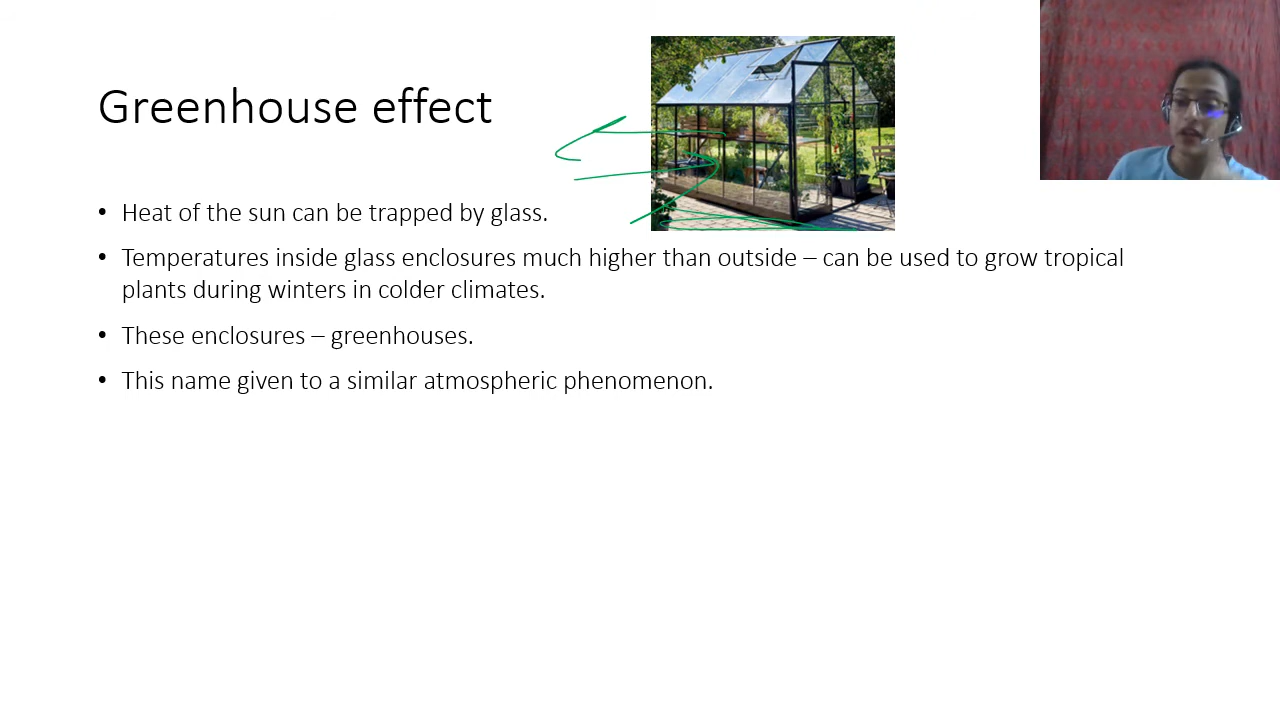 Greenhouse effect
• Heat of the sun can be trapped by glass.
• Temperatures inside glass enclosures much higher than outside – can be used to grow tropical
plants during winters in colder climates.
• These enclosures – greenhouses.
• This name given to a similar atmospheric phenomenon.